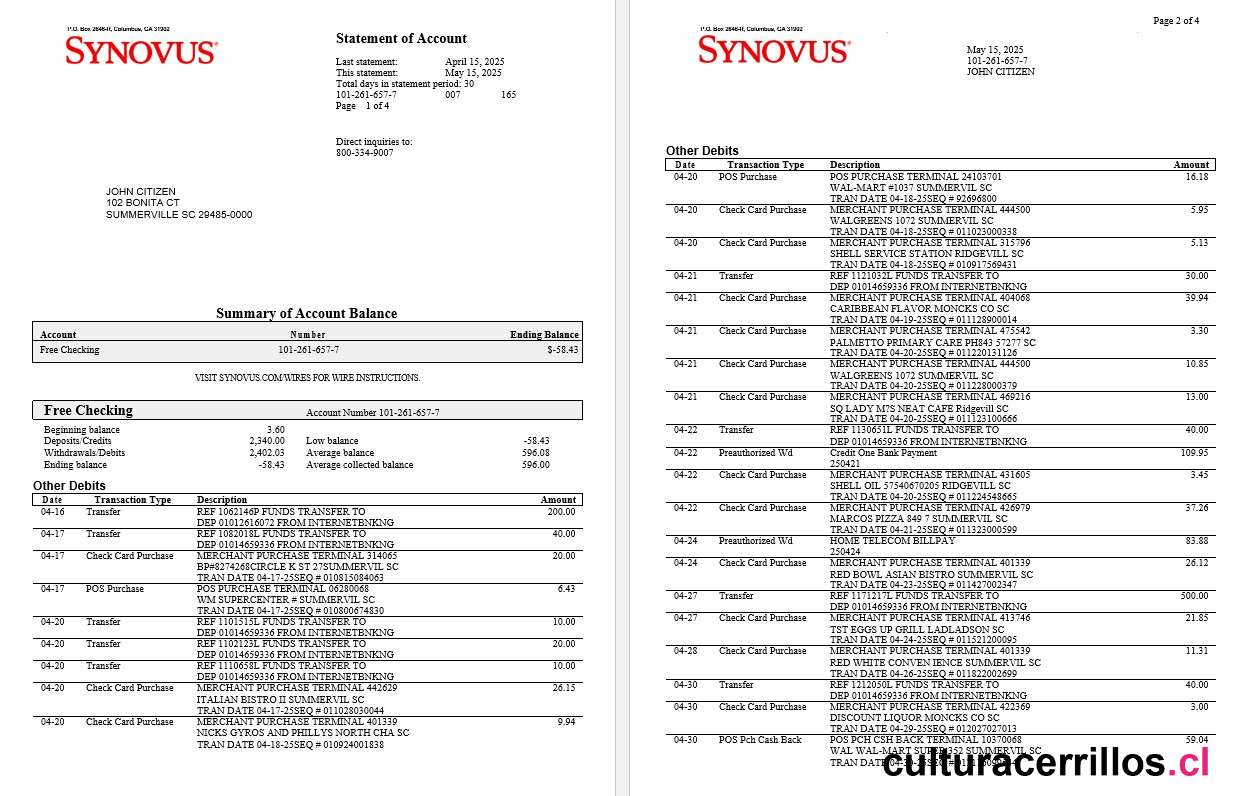 P.O. Box 2646-R, Columbus, GA 31902
SYNOVUS®
Statement of Account
Last statement: April 15, 2025
This statement: May 15, 2025
Total days in statement period: 30
101-261-657-7 007 165
Page 1 of 4
Direct inquiries to:
800-334-9007
JOHN CITIZEN
102 BONITA CT
SUMMERVILLE SC 29485-0000
Summary of Account Balance
Account Number Ending Balance
Free Checking 101-261-657-7 $-58.43
VISIT SYNOVUS.COM/WIRES FOR WIRE INSTRUCTIONS.
Free Checking Account Number 101-261-657-7
Beginning balance 3.60
Deposits/Credits 2,340.00 Low balance -58.43
Withdrawals/Debits 2,402.03 Average balance 596.08
Ending balance -58.43 Average collected balance 596.00
Other Debits
Date Transaction Type Description Amount
04-16 Transfer REF 1062146P FUNDS TRANSFER TO 200.00
DEP 01012616072 FROM INTERNETBNKNG
04-17 Transfer REF 1082018L FUNDS TRANSFER TO 40.00
DEP 01014659336 FROM INTERNETBNKNG
04-17 Check Card Purchase MERCHANT PURCHASE TERMINAL 314065 20.00
BP#8274268CIRCLE K ST 27SUMMERVIL SC
TRAN DATE 04-17-25SEQ # 010815084063
04-17 POS Purchase POS PURCHASE TERMINAL 06280068 6.43
WM SUPERCENTER # SUMMERVIL SC
TRAN DATE 04-17-25SEQ # 010800674830
04-20 Transfer REF 1101515L FUNDS TRANSFER TO 10.00
DEP 01014659336 FROM INTERNETBNKNG
04-20 Transfer REF 1102123L FUNDS TRANSFER TO 20.00
DEP 01014659336 FROM INTERNETBNKNG
04-20 Transfer REF 1110658L FUNDS TRANSFER TO 10.00
DEP 01014659336 FROM INTERNETBNKNG
04-20 Check Card Purchase MERCHANT PURCHASE TERMINAL 442629 26.15
ITALIAN BISTRO II SUMMERVIL SC
TRAN DATE 04-17-25SEQ # 011028030044
04-20 Check Card Purchase MERCHANT PURCHASE TERMINAL 401339 9.94
NICKS GYROS AND PHILLYS NORTH CHA SC
TRAN DATE 04-18-25SEQ # 010924001838
Page 2 of 4
P.O. Box 2646-R, Columbus, GA 31902
SYNOVUS®
May 15, 2025
101-261-657-7
JOHN CITIZEN
Other Debits
Date Transaction Type Description Amount
04-20 POS Purchase POS PURCHASE TERMINAL 24103701 16.18
WAL-MART #1037 SUMMERVIL SC
TRAN DATE 04-18-25SEQ # 92696800
04-20 Check Card Purchase MERCHANT PURCHASE TERMINAL 444500 5.95
WALGREENS 1072 SUMMERVIL SC
TRAN DATE 04-18-25SEQ # 011023000338
04-20 Check Card Purchase MERCHANT PURCHASE TERMINAL 315796 5.13
SHELL SERVICE STATION RIDGEVILL SC
TRAN DATE 04-18-25SEQ # 010917569431
04-21 Transfer REF 1121032L FUNDS TRANSFER TO 30.00
DEP 01014659336 FROM INTERNETBNKNG
04-21 Check Card Purchase MERCHANT PURCHASE TERMINAL 404068 39.94
CARIBBEAN FLAVOR MONCKS CO SC
TRAN DATE 04-19-25SEQ # 011128900014
04-21 Check Card Purchase MERCHANT PURCHASE TERMINAL 475542 3.30
PALMETTO PRIMARY CARE PH843 57277 SC
TRAN DATE 04-20-25SEQ # 011220131126
04-21 Check Card Purchase MERCHANT PURCHASE TERMINAL 444500 10.85
WALGREENS 1072 SUMMERVIL SC
TRAN DATE 04-20-25SEQ # 011228000379
04-21 Check Card Purchase MERCHANT PURCHASE TERMINAL 469216 13.00
SQ LADY M?S NEAT CAFE Ridgevill SC
TRAN DATE 04-20-25SEQ # 011123100666
04-22 Transfer REF 1130651L FUNDS TRANSFER TO 40.00
DEP 01014659336 FROM INTERNETBNKNG
04-22 Preauthorized Wd Credit One Bank Payment 109.95
250421
04-22 Check Card Purchase MERCHANT PURCHASE TERMINAL 431605 3.45
SHELL OIL 57540670205 RIDGEVILL SC
TRAN DATE 04-20-25SEQ # 011224548665
04-22 Check Card Purchase MERCHANT PURCHASE TERMINAL 426979 37.26
MARCOS PIZZA 849 7 SUMMERVIL SC
TRAN DATE 04-21-25SEQ # 011323000599
04-24 Preauthorized Wd HOME TELECOM BILLPAY 83.88
250424
04-24 Check Card Purchase MERCHANT PURCHASE TERMINAL 401339 26.12
RED BOWL ASIAN BISTRO SUMMERVIL SC
TRAN DATE 04-23-25SEQ # 011427002347
04-27 Transfer REF 1171217L FUNDS TRANSFER TO 500.00
DEP 01014659336 FROM INTERNETBNKNG
04-27 Check Card Purchase MERCHANT PURCHASE TERMINAL 413746 21.85
TST EGGS UP GRILL LADLADSON SC
TRAN DATE 04-24-25SEQ # 011521200095
04-28 Check Card Purchase MERCHANT PURCHASE TERMINAL 401339 11.31
RED WHITE CONVEN IENCE SUMMERVIL SC
TRAN DATE 04-26-25SEQ # 011822002699
04-30 Transfer REF 1212050L FUNDS TRANSFER TO 40.00
DEP 01014659336 FROM INTERNETBNKNG
04-30 Check Card Purchase MERCHANT PURCHASE TERMINAL 422369 3.00
DISCOUNT LIQUOR MONCKS CO SC
TRAN DATE 04-29-25SEQ # 012027027013
04-30 POS Pch Cash Back POS PCH CSH BACK TERMINAL 10370068 59.04
WAL WAL-MART SUPER 352 SUMMERVIL SC
TRAN DATE
culturacerrillos.cl